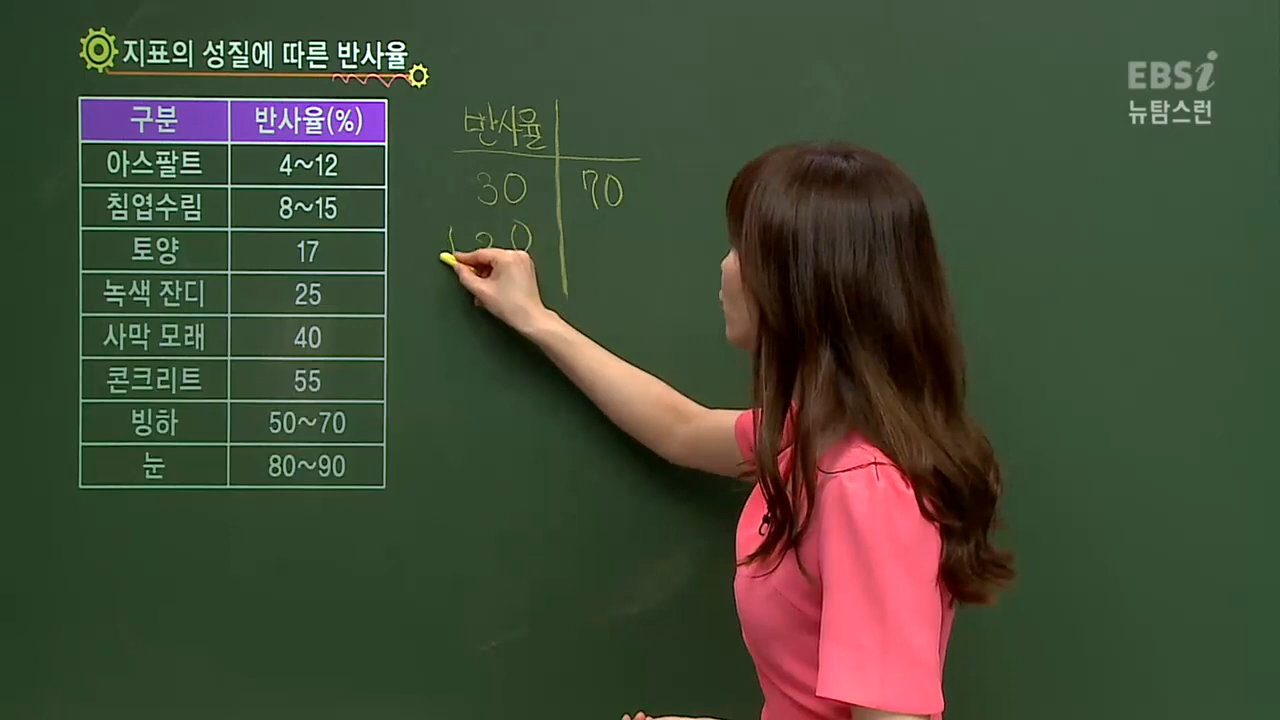 지표의 성질에 따른 반사율
EBSi
뉴탐스런
구분 반사율(%)
아스팔트 4~12
침엽수림 8~15
토양 17
녹색 잔디 25
사막 모래 40
콘크리트 55
빙하 50~70
눈 80~90
반사율
30 70